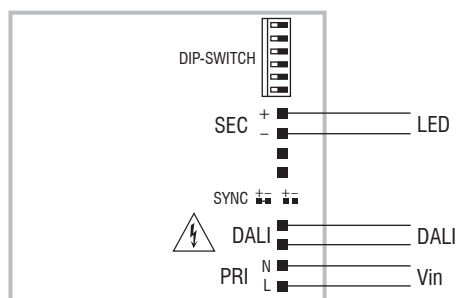 DIP-SWITCH
SEC + LED
−
SYNC +− +−
DALI DALI
PRI N Vin
L